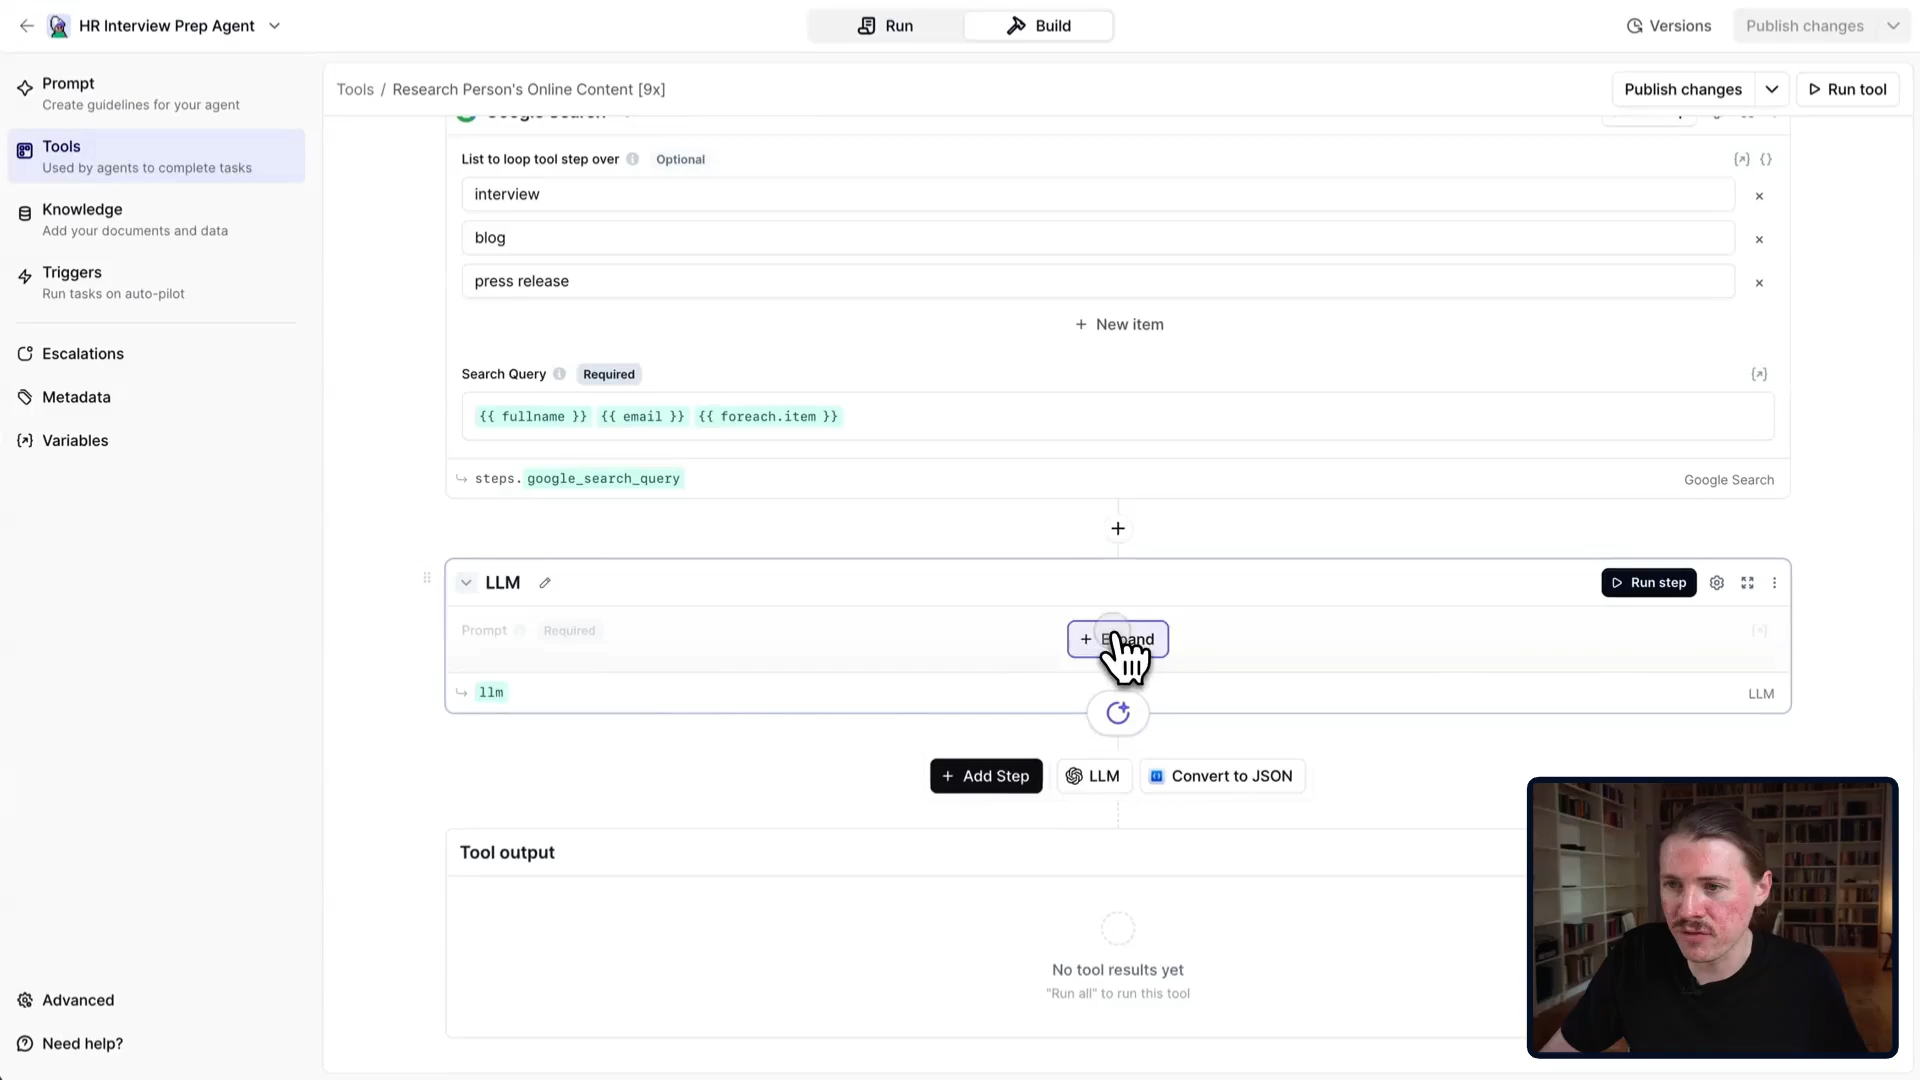 HR Interview Prep Agent
Run
Build
Versions
Publish changes
Prompt
Create guidelines for your agent
Tools
Used by agents to complete tasks
Knowledge
Add your documents and data
Triggers
Run tasks on auto-pilot
Escalations
Metadata
{↗} Variables
Advanced
Need help?
Tools / Research Person's Online Content [9x]
Publish changes
Run tool
Google Search
List to loop tool step over
Optional
interview
blog
press release
+ New item
Search Query
Required
{{ fullname }} {{ email }} {{ foreach.item }}
steps.google_search_query
Google Search
LLM
Run step
Prompt
Required
+ Expand
llm
LLM
+ Add Step
LLM
Convert to JSON
Tool output
No tool results yet
"Run all" to run this tool